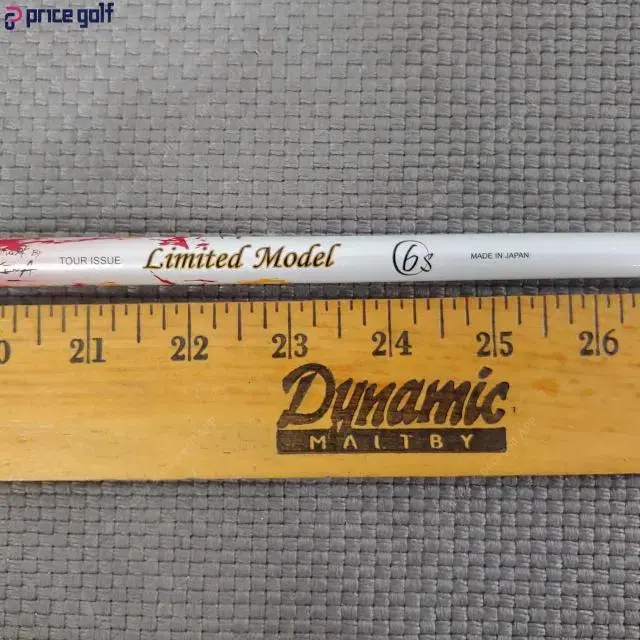 price golf
TOUR ISSUE Limited Model 6s MADE IN JAPAN
0 21 22 23 24 25 26
Dynamic
MALTBY